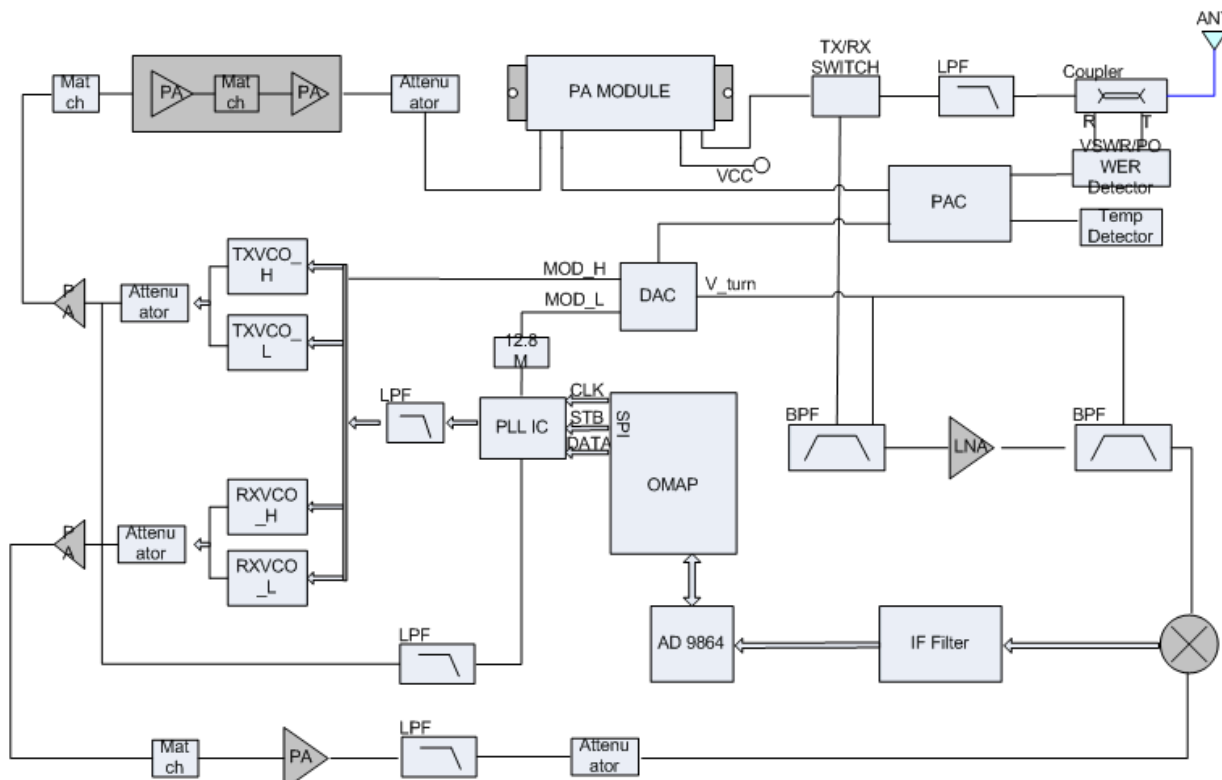 ANT
TX/RX
SWITCH
LPF
Coupler
Mat
ch
PA
Mat
ch
PA
Attenu
ator
PA MODULE
R
T
VSWR/PO
WER
Detector
VCC
PAC
Temp
Detector
TXVCO_
H
MOD_H
DAC
V_turn
P
A
Attenu
ator
MOD_L
TXVCO_
L
12.8
M
LPF
PLL IC
CLK
STB
DATA
SPI
OMAP
BPF
LNA
BPF
RXVCO
_H
P
A
Attenu
ator
RXVCO
_L
LPF
AD 9864
IF Filter
LPF
Mat
ch
PA
Attenu
ator